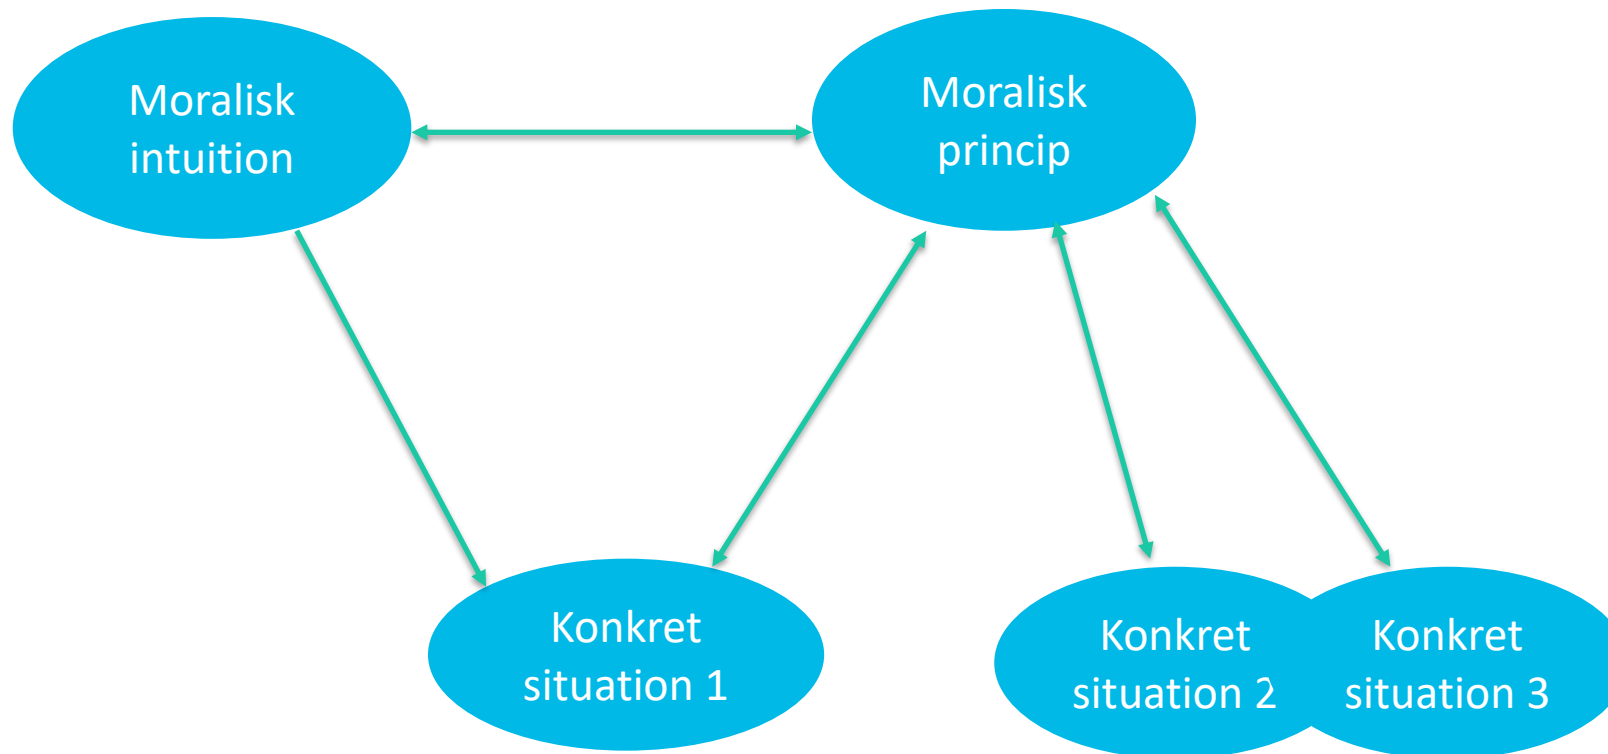 Moralisk
intuition
Moralisk
princip
Konkret
situation 1
Konkret
situation 2
Konkret
situation 3